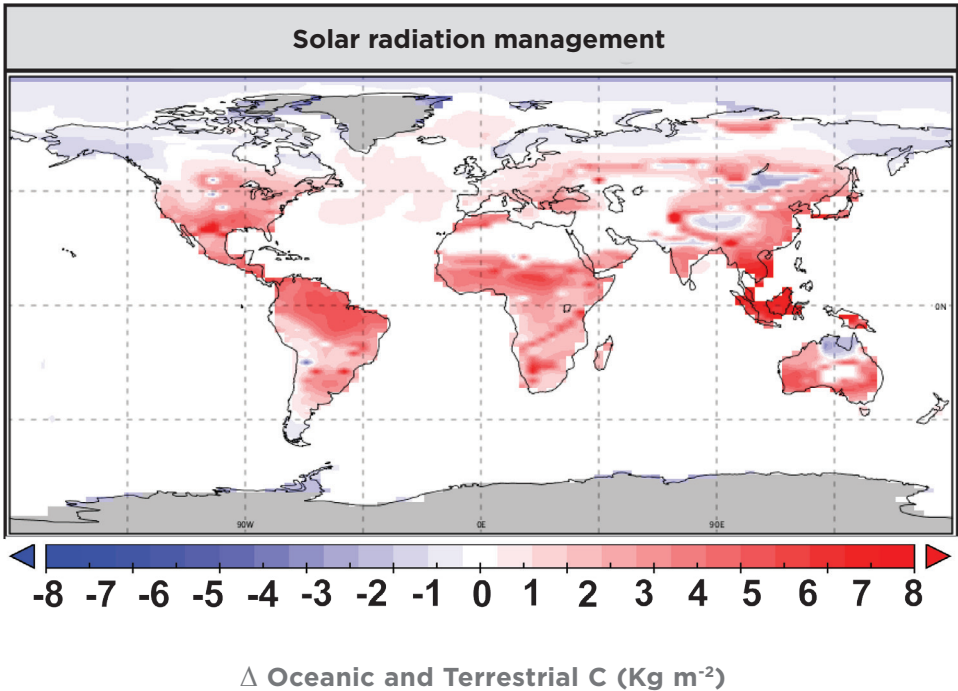 Solar radiation management
0N
90W 0E 90E
-8 -7 -6 -5 -4 -3 -2 -1 0 1 2 3 4 5 6 7 8
Δ Oceanic and Terrestrial C (Kg m⁻²)